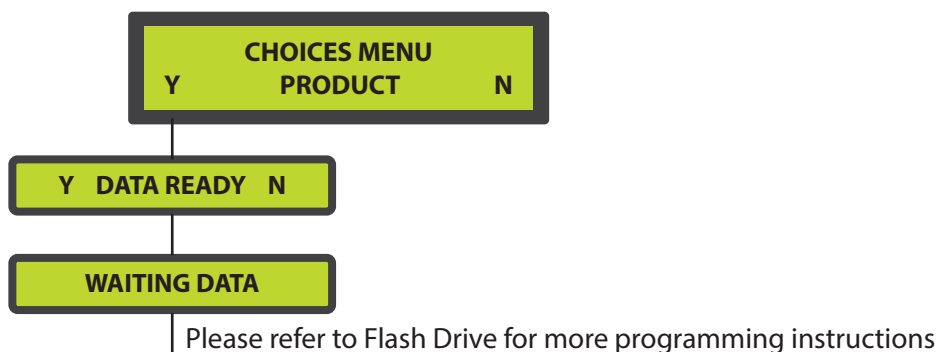 CHOICES MENU
Y PRODUCT N
Y DATA READY N
WAITING DATA
Please refer to Flash Drive for more programming instructions